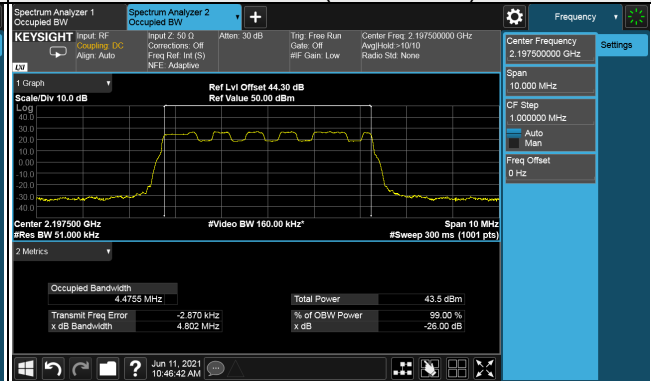 Spectrum Analyzer 1
Occupied BW
Spectrum Analyzer 2
Occupied BW
Frequency
KEYSIGHT
Input: RF
Coupling: DC
Align: Auto
Input Z: 50 Ω
Corrections: Off
Freq Ref: Int (S)
NFE: Adaptive
Atten: 30 dB
Trig: Free Run
Gate: Off
#IF Gain: Low
Center Freq: 2.197500000 GHz
Avg|Hold:>10/10
Radio Std: None
LXI
Center Frequency
2.197500000 GHz
Settings
Span
10.000 MHz
CF Step
1.000000 MHz
Auto
Man
Freq Offset
0 Hz
1 Graph
Scale/Div 10.0 dB
Ref Lvl Offset 44.30 dB
Ref Value 50.00 dBm
Log
40.0
30.0
20.0
10.0
0.00
-10.0
-20.0
-30.0
-40.0
Center 2.197500 GHz
#Res BW 51.000 kHz
#Video BW 160.00 kHz*
Span 10 MHz
#Sweep 300 ms (1001 pts)
2 Metrics
Occupied Bandwidth
4.4755 MHz
Total Power 43.5 dBm
Transmit Freq Error -2.870 kHz
% of OBW Power 99.00 %
x dB Bandwidth 4.802 MHz
x dB -26.00 dB
Jun 11, 2021
10:46:42 AM